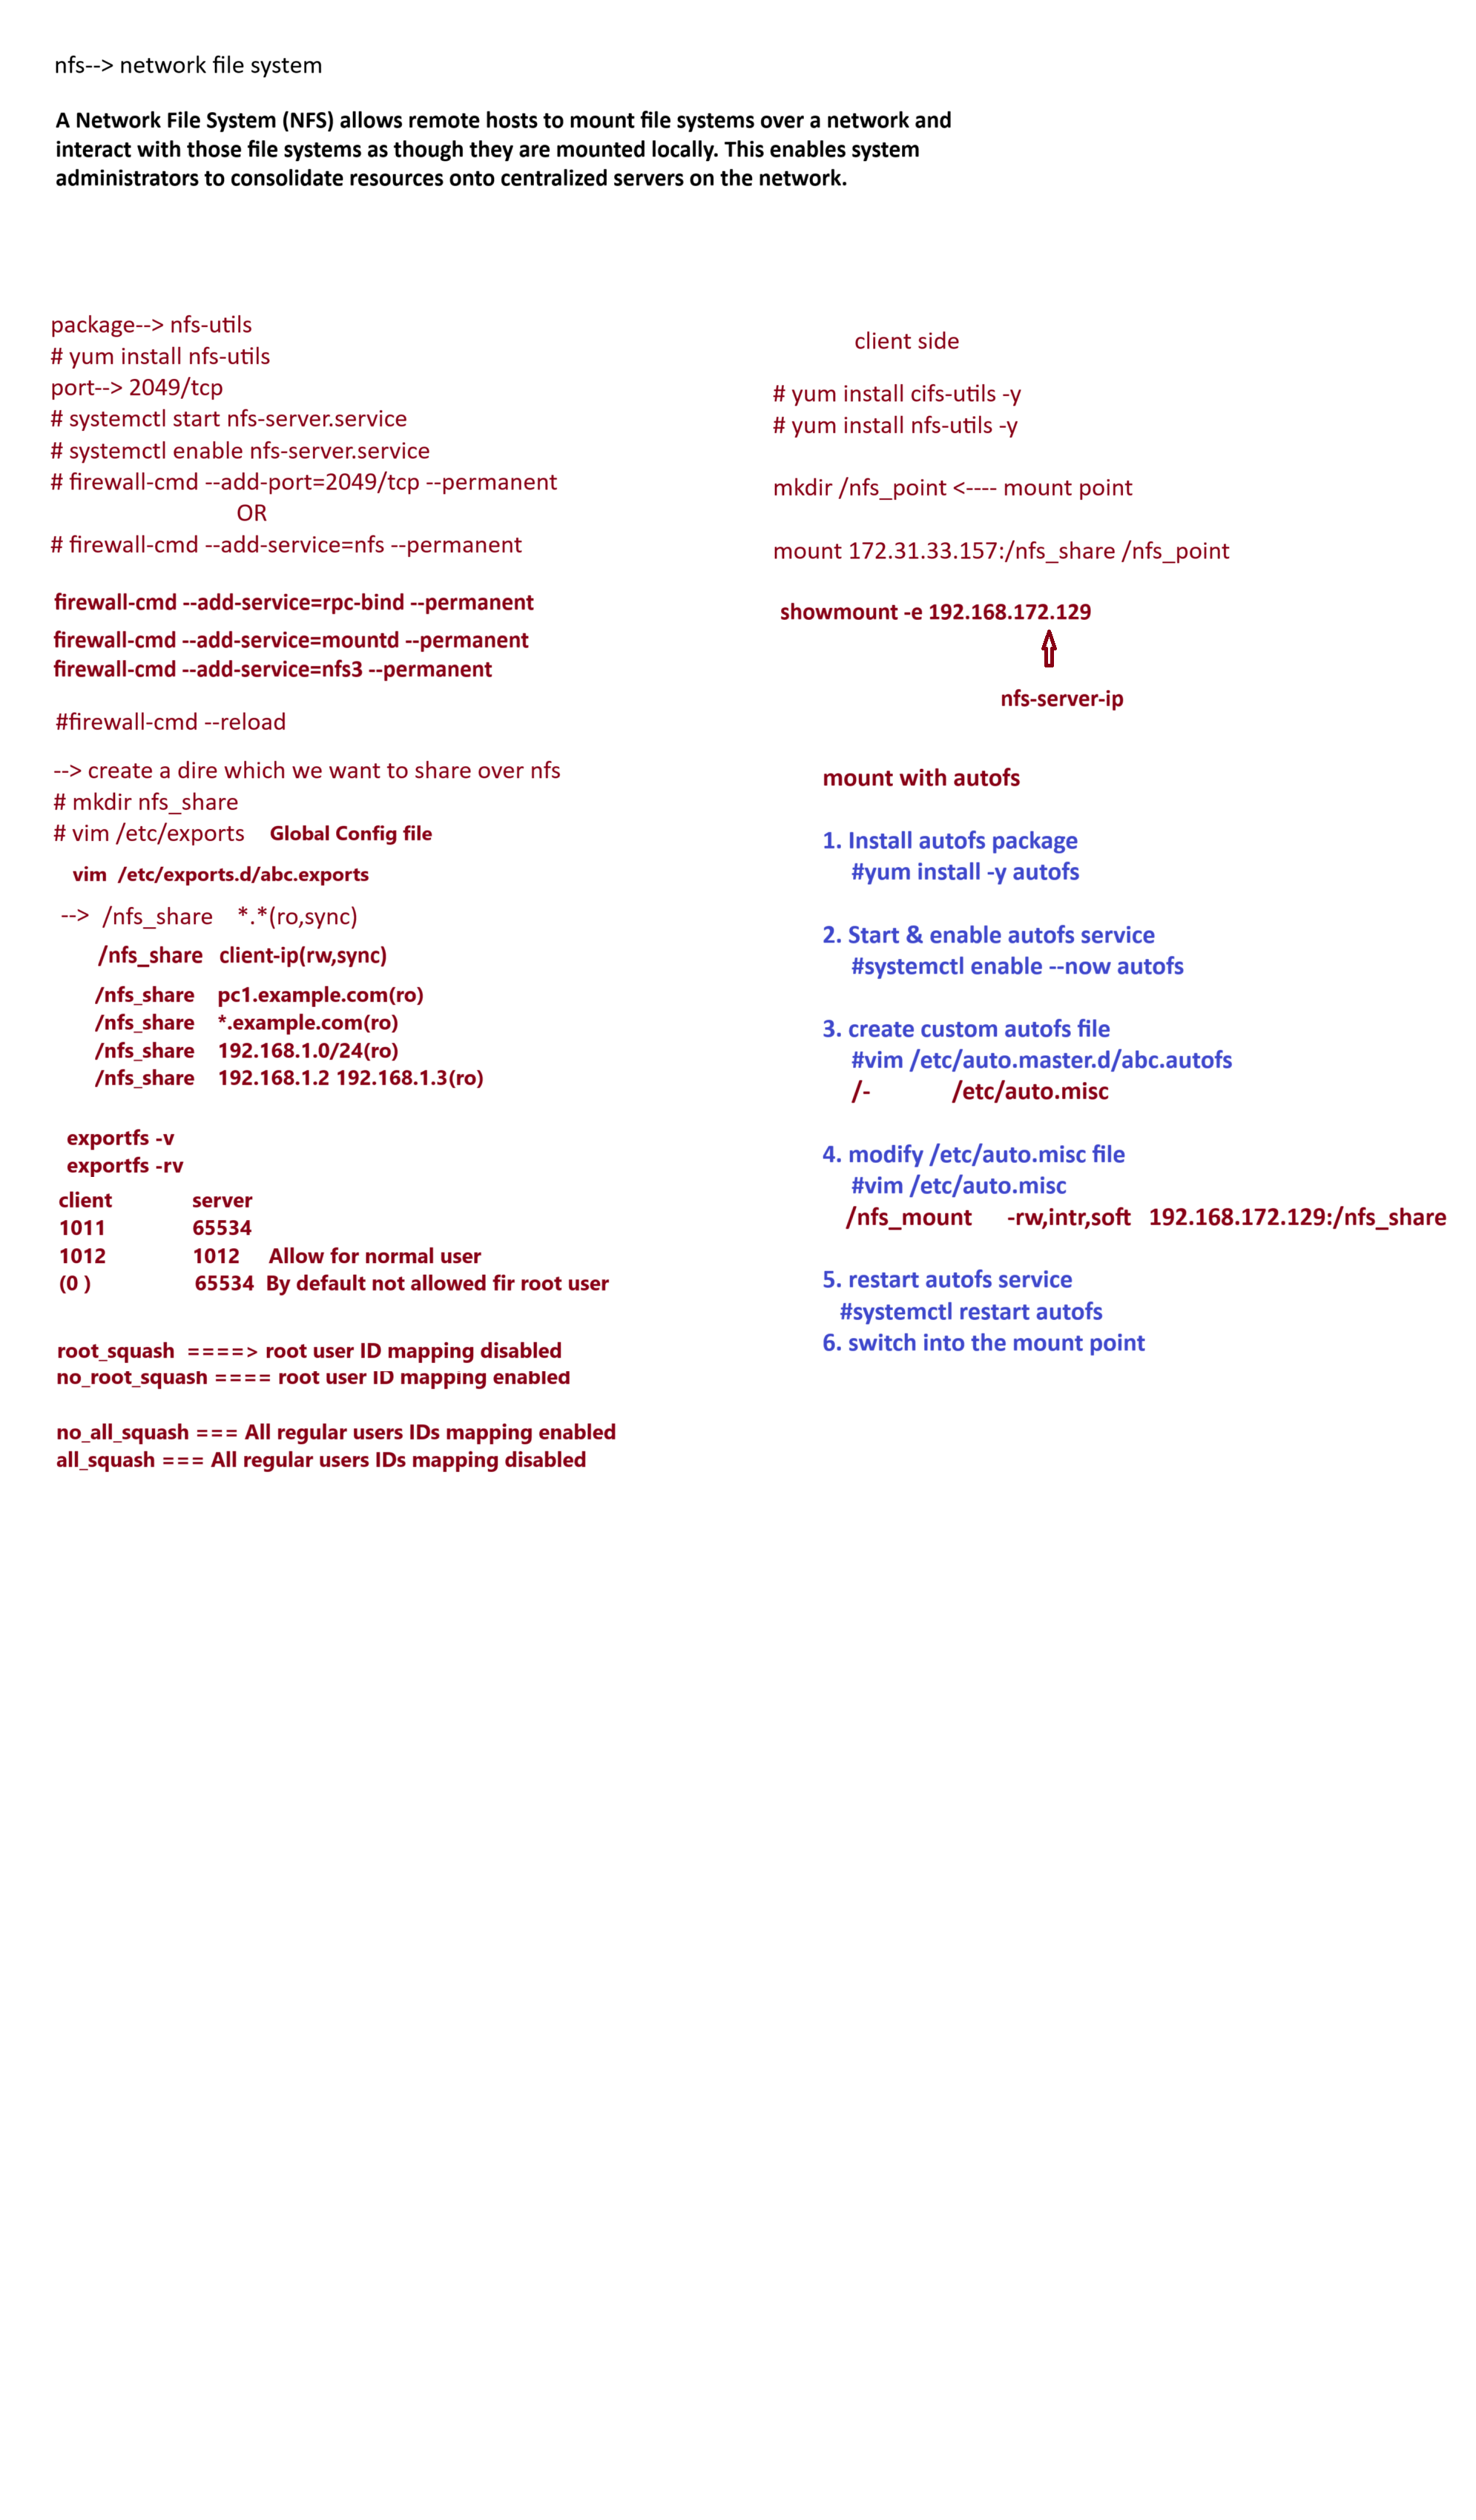 nfs--> network file system
A Network File System (NFS) allows remote hosts to mount file systems over a network and
interact with those file systems as though they are mounted locally. This enables system
administrators to consolidate resources onto centralized servers on the network.
package--> nfs-utils
# yum install nfs-utils
port--> 2049/tcp
# systemctl start nfs-server.service
# systemctl enable nfs-server.service
# firewall-cmd --add-port=2049/tcp --permanent
OR
# firewall-cmd --add-service=nfs --permanent
firewall-cmd --add-service=rpc-bind --permanent
firewall-cmd --add-service=mountd --permanent
firewall-cmd --add-service=nfs3 --permanent
#firewall-cmd --reload
--> create a dire which we want to share over nfs
# mkdir nfs_share
# vim /etc/exports Global Config file
vim /etc/exports.d/abc.exports
--> /nfs_share *.*(ro,sync)
/nfs_share client-ip(rw,sync)
/nfs_share pc1.example.com(ro)
/nfs_share *.example.com(ro)
/nfs_share 192.168.1.0/24(ro)
/nfs_share 192.168.1.2 192.168.1.3(ro)
exportfs -v
exportfs -rv
client server
1011 65534
1012 1012 Allow for normal user
(0 ) 65534 By default not allowed fir root user
root_squash ====> root user ID mapping disabled
no_root_squash ==== root user ID mapping enabled
no_all_squash === All regular users IDs mapping enabled
all_squash === All regular users IDs mapping disabled
client side
# yum install cifs-utils -y
# yum install nfs-utils -y
mkdir /nfs_point <---- mount point
mount 172.31.33.157:/nfs_share /nfs_point
showmount -e 192.168.172.129
nfs-server-ip
mount with autofs
1. Install autofs package
#yum install -y autofs
2. Start & enable autofs service
#systemctl enable --now autofs
3. create custom autofs file
#vim /etc/auto.master.d/abc.autofs
/- /etc/auto.misc
4. modify /etc/auto.misc file
#vim /etc/auto.misc
/nfs_mount -rw,intr,soft 192.168.172.129:/nfs_share
5. restart autofs service
#systemctl restart autofs
6. switch into the mount point